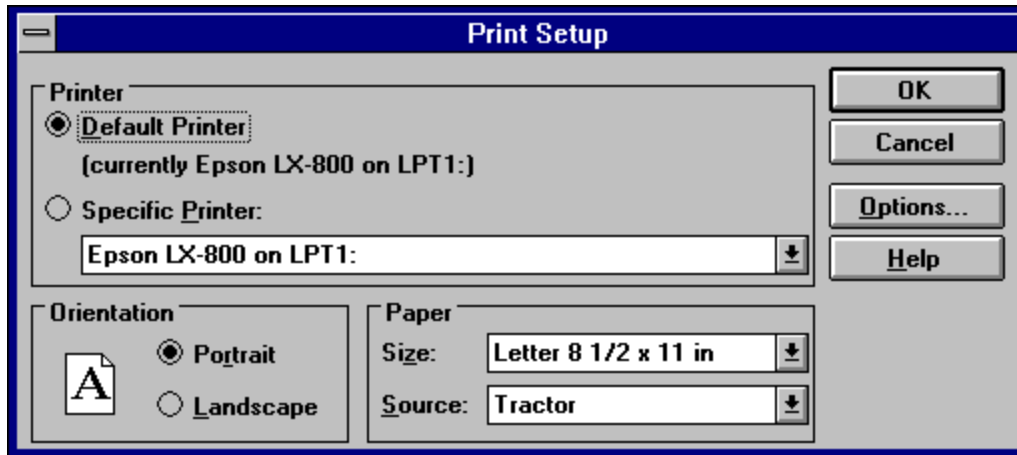 Print Setup
Printer
Default Printer
(currently Epson LX-800 on LPT1:)
Specific Printer:
Epson LX-800 on LPT1:
OK
Cancel
Options...
Help
Orientation
A
Portrait
Landscape
Paper
Size: Letter 8 1/2 x 11 in
Source: Tractor